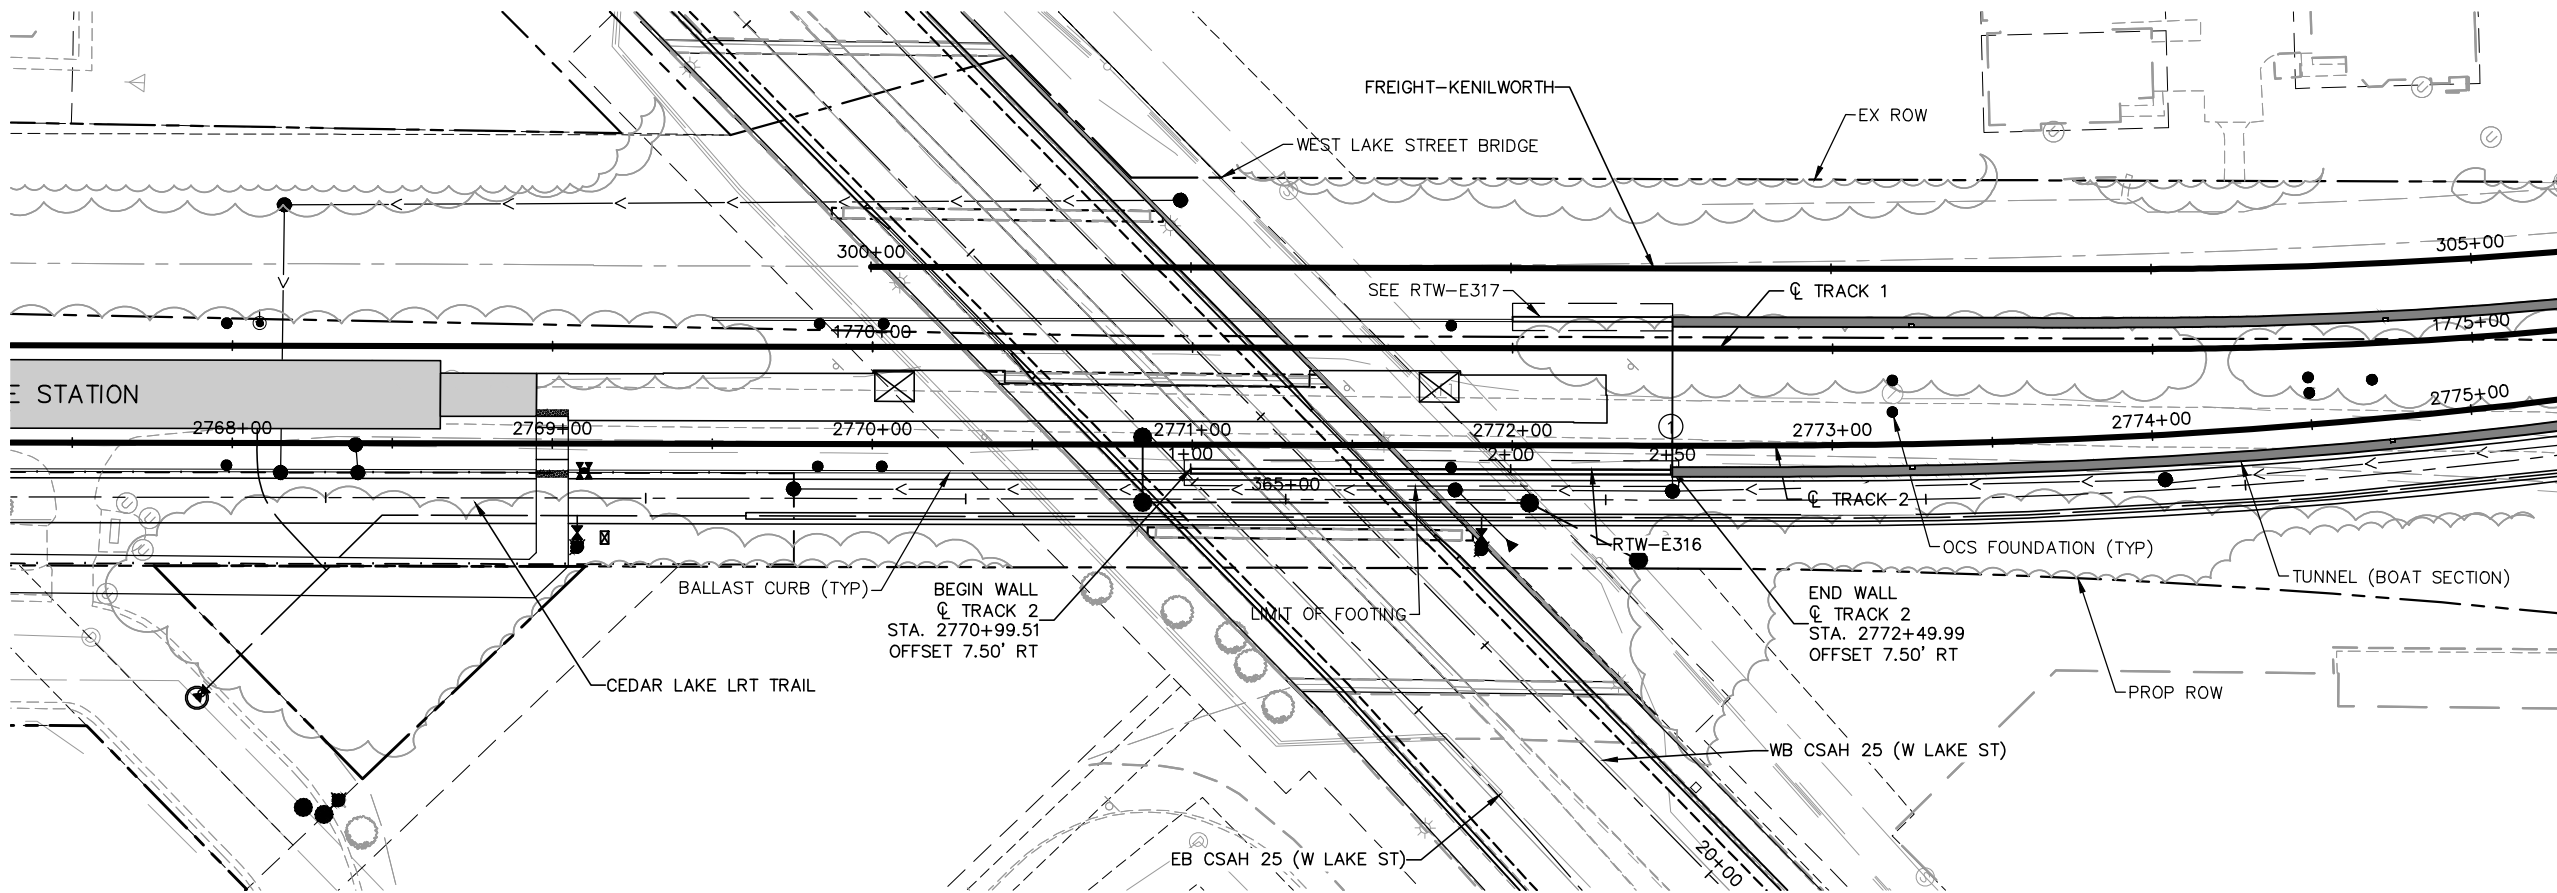 FREIGHT-KENILWORTH
EX ROW
WEST LAKE STREET BRIDGE
300+00
305+00
SEE RTW-E317
℄ TRACK 1
1770+00
1775+00
E STATION
2768+00
2769+00
2770+00
2771+00
2772+00
1
2773+00
2774+00
2775+00
1+00
2+00
2+50
365+00
℄ TRACK 2
RTW-E316
OCS FOUNDATION (TYP)
TUNNEL (BOAT SECTION)
BALLAST CURB (TYP)
BEGIN WALL
℄ TRACK 2
STA. 2770+99.51
OFFSET 7.50' RT
LIMIT OF FOOTING
END WALL
℄ TRACK 2
STA. 2772+49.99
OFFSET 7.50' RT
CEDAR LAKE LRT TRAIL
PROP ROW
WB CSAH 25 (W LAKE ST)
EB CSAH 25 (W LAKE ST)
20+00